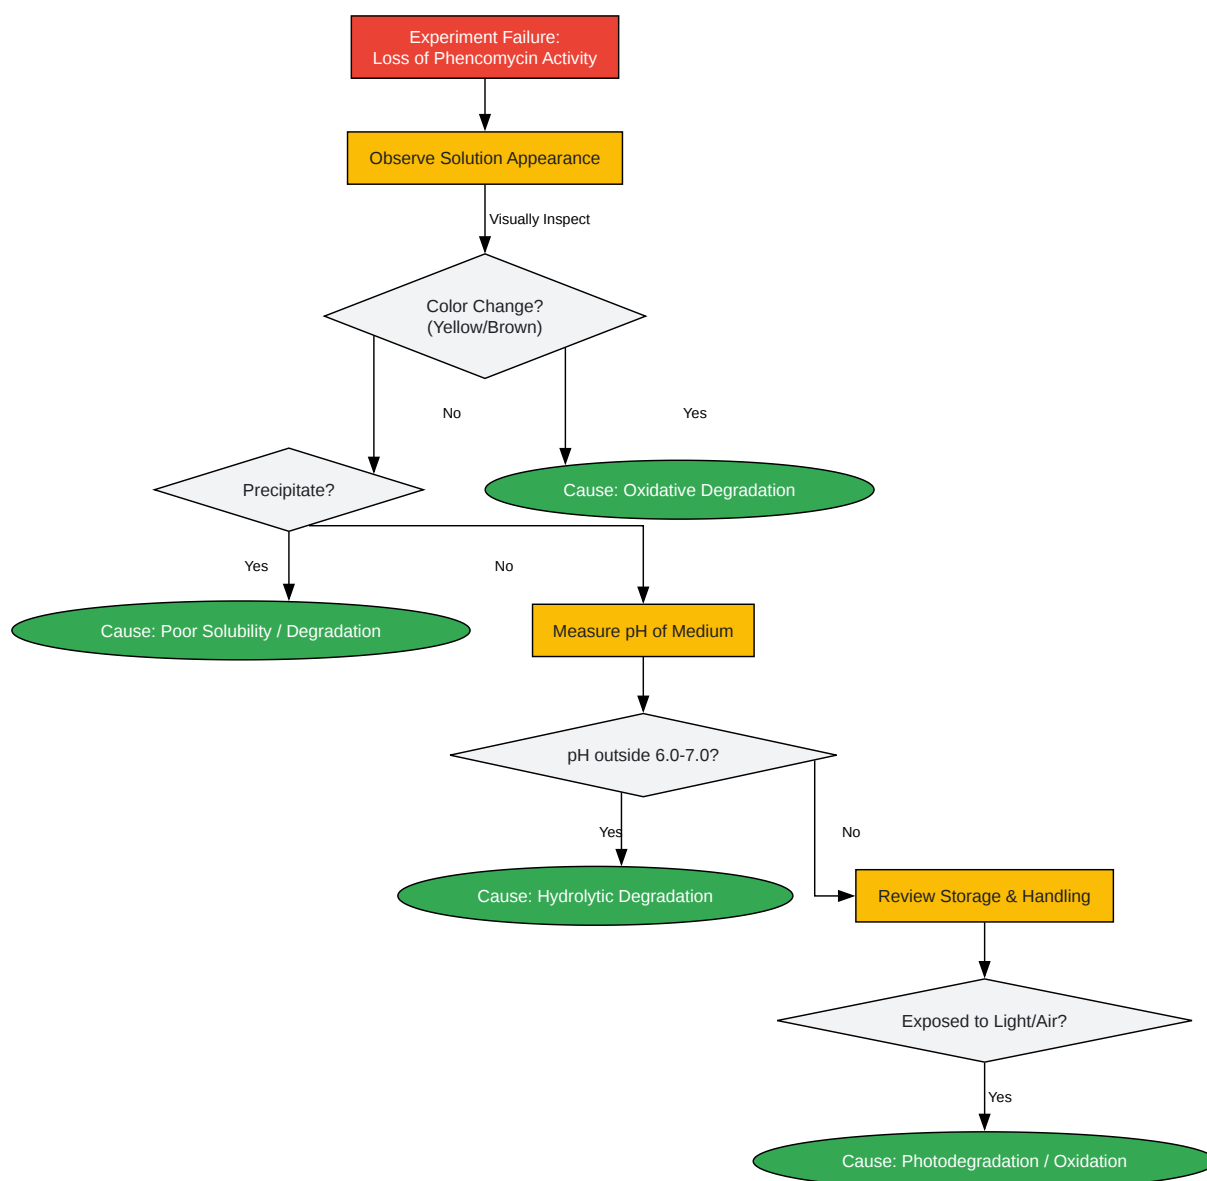 Experiment Failure:
Loss of Phencomycin Activity
Observe Solution Appearance
Visually Inspect
Color Change?
(Yellow/Brown)
No
Yes
Precipitate?
Cause: Oxidative Degradation
Yes
No
Cause: Poor Solubility / Degradation
Measure pH of Medium
pH outside 6.0-7.0?
Yes
No
Cause: Hydrolytic Degradation
Review Storage & Handling
Exposed to Light/Air?
Yes
Cause: Photodegradation / Oxidation